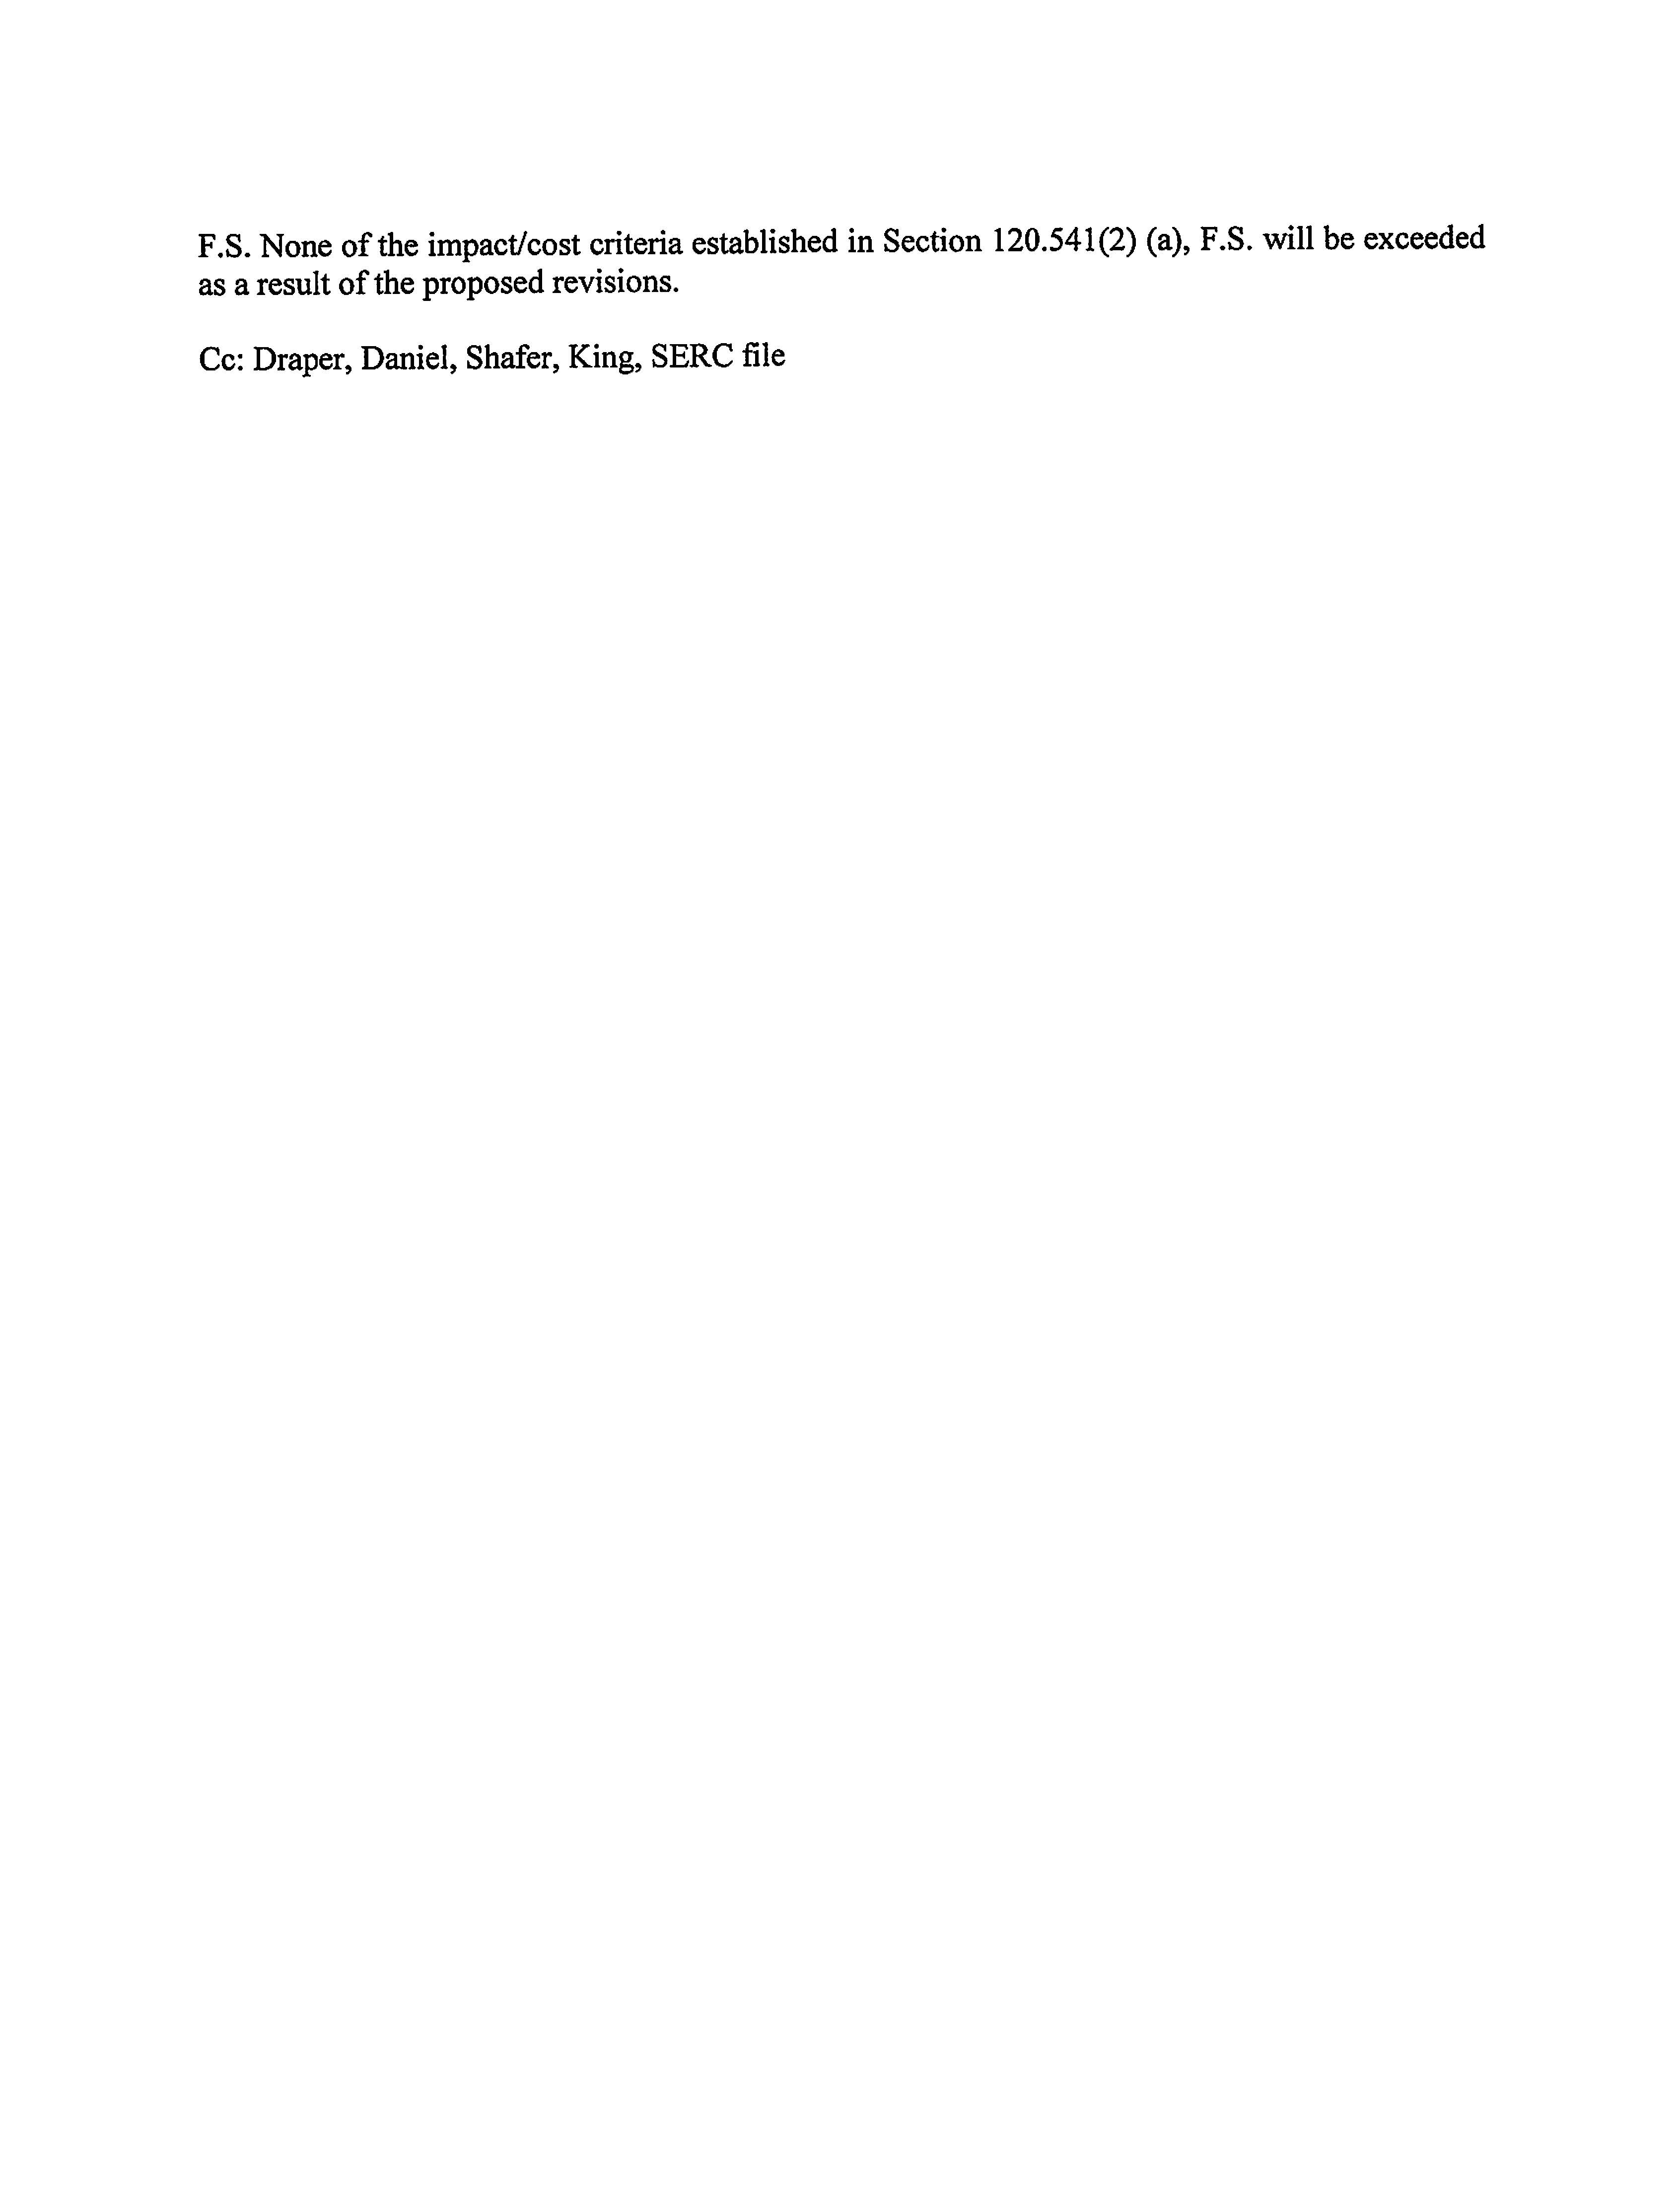 F.S. None of the impact/cost criteria established in Section 120.541(2) (a), F.S. will be exceeded
as a result of the proposed revisions.
Cc: Draper, Daniel, Shafer, King, SERC file